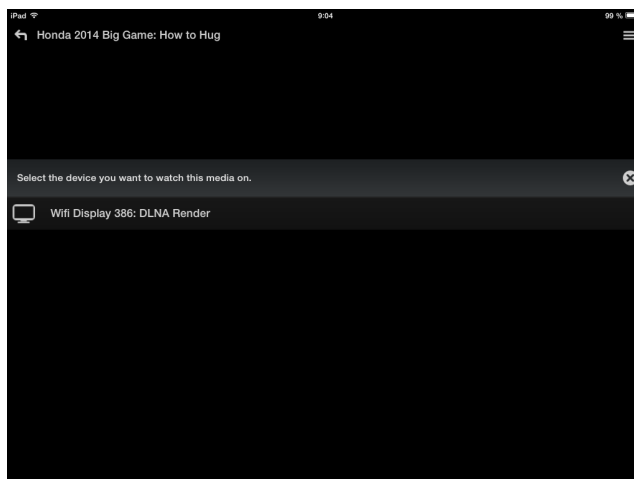 iPad 9:04 99 %
Honda 2014 Big Game: How to Hug
Select the device you want to watch this media on.
Wifi Display 386: DLNA Render